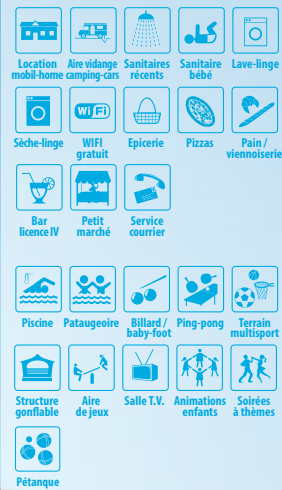 Location Aire vidange Sanitaires Sanitaire Lave-linge
mobil-home camping-cars récents bébé
WiFi
Sèche-linge WIFI Epicerie Pizzas Pain /
gratuit viennoiserie
Bar Petit Service
licence IV marché courrier
Piscine Pataugeoire Billard / Ping-pong Terrain
baby-foot multisport
Structure Aire Salle T.V. Animations Soirées
gonflable de jeux enfants à thèmes
Pétanque